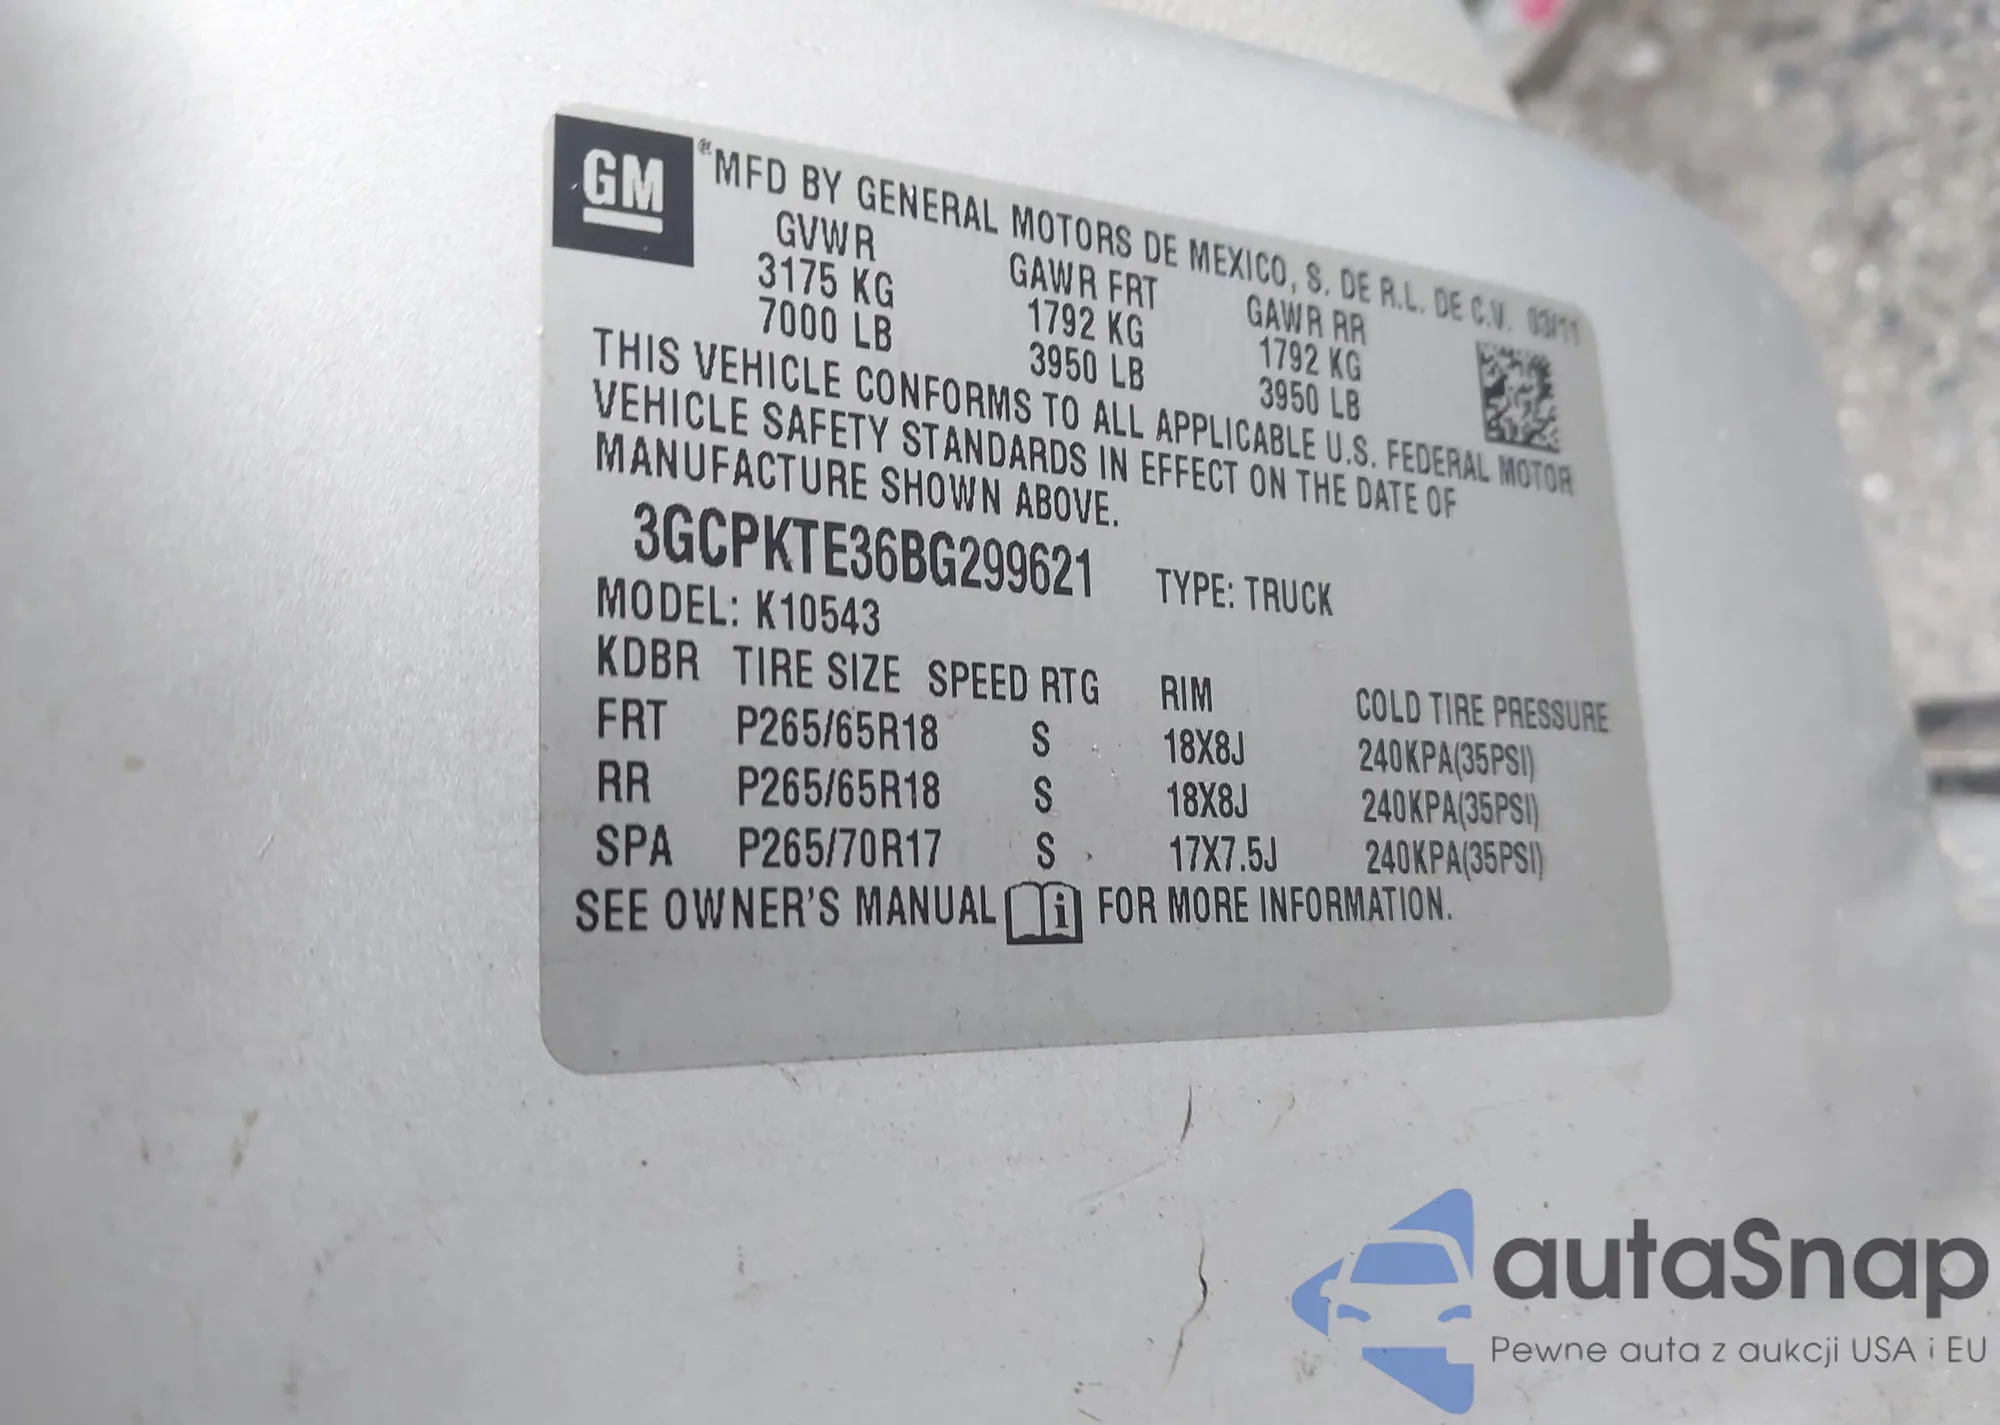 GM ® MFD BY GENERAL MOTORS DE MEXICO, S. DE R.L. DE C.V. 03/11
GVWR GAWR FRT GAWR RR
3175 KG 1792 KG 1792 KG
7000 LB 3950 LB 3950 LB
THIS VEHICLE CONFORMS TO ALL APPLICABLE U.S. FEDERAL MOTOR
VEHICLE SAFETY STANDARDS IN EFFECT ON THE DATE OF
MANUFACTURE SHOWN ABOVE.
3GCPKTE36BG299621 TYPE: TRUCK
MODEL: K10543
KDBR TIRE SIZE SPEED RTG RIM COLD TIRE PRESSURE
FRT P265/65R18 S 18X8J 240KPA(35PSI)
RR P265/65R18 S 18X8J 240KPA(35PSI)
SPA P265/70R17 S 17X7.5J 240KPA(35PSI)
SEE OWNER'S MANUAL i FOR MORE INFORMATION.
autaSnap
Pewne auta z aukcji USA i EU